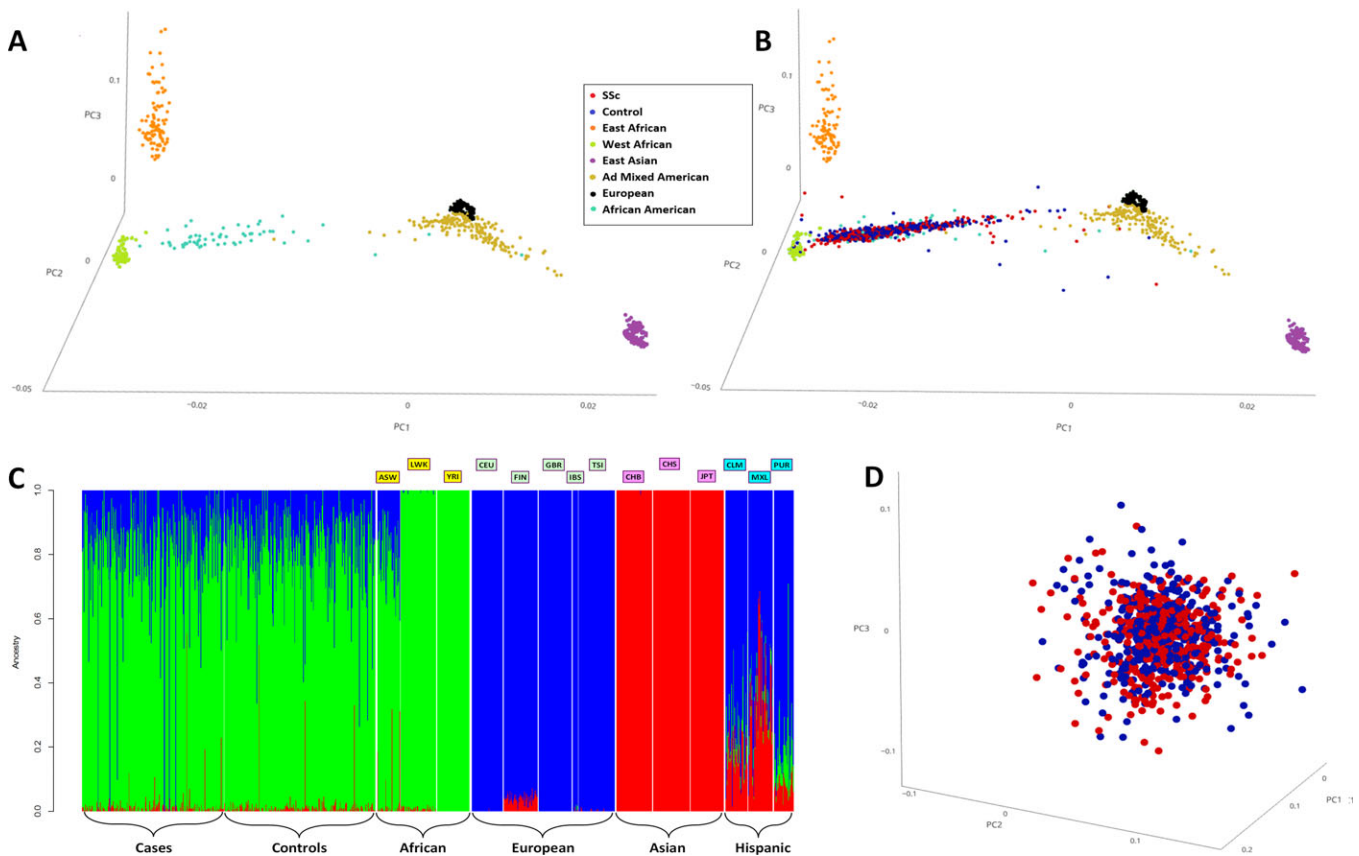 A
PC3
0.1
0
PC2
0
−0.05
−0.02
0
0.02
PC1
SSc
Control
East African
West African
East Asian
Ad Mixed American
European
African American
B
PC3
0.1
0
PC2
0
−0.05
−0.02
0
0.02
PC1
C
ASW
LWK
YRI
CEU
FIN
GBR
IBS
TSI
CHB
CHS
JPT
CLM
MXL
PUR
Ancestry
1.0
0.8
0.6
0.4
0.2
0.0
Cases
Controls
African
European
Asian
Hispanic
D
0.1
PC3
0
−0.1
−0.1
0
PC2
0.1
0
PC1
0.1
0.2